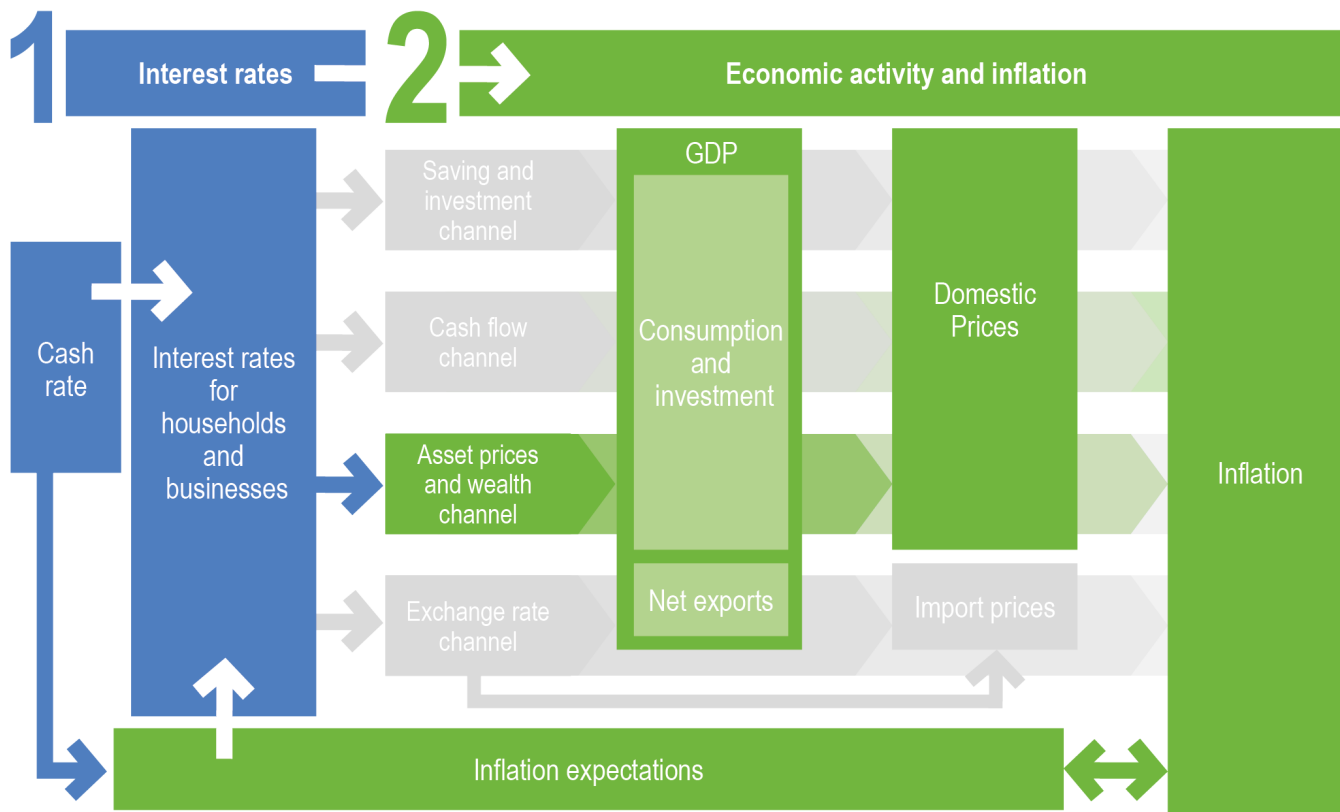 1
Interest rates
2
Economic activity and inflation
Cash
rate
Interest rates
for
households
and
businesses
Saving and
investment
channel
Cash flow
channel
Asset prices
and wealth
channel
Exchange rate
channel
GDP
Consumption
and
investment
Net exports
Domestic
Prices
Import prices
Inflation
Inflation expectations